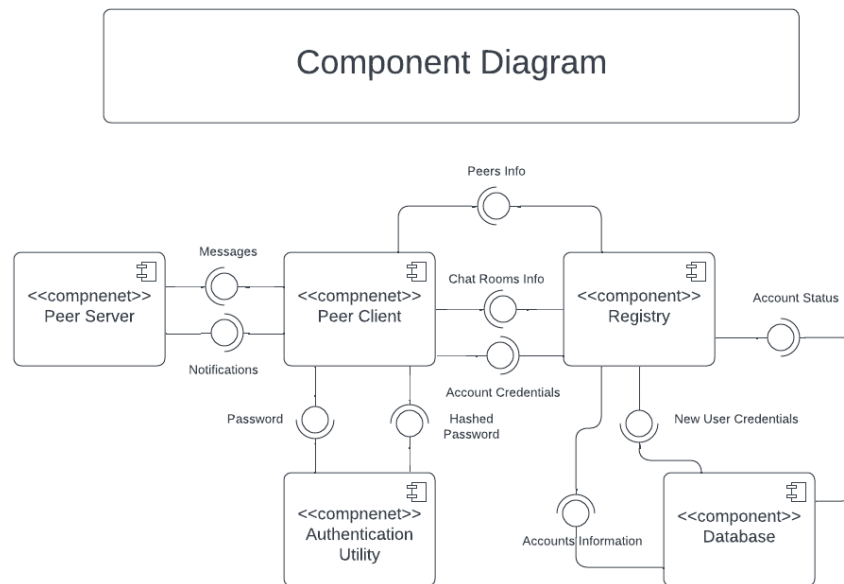 Component Diagram
Peers Info
Messages
Chat Rooms Info
Account Status
<<compnenet>>
Peer Server
<<compnenet>>
Peer Client
<<component>>
Registry
Notifications
Account Credentials
Password
Hashed
Password
New User Credentials
<<compnenet>>
Authentication
Utility
Accounts Information
<<component>>
Database